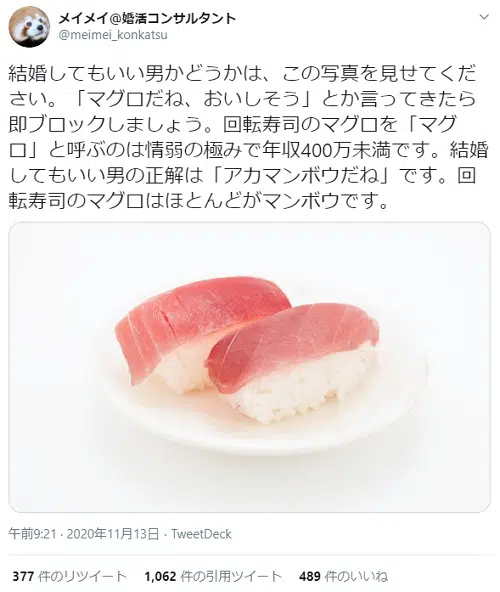 メイメイ@婚活コンサルタント
@meimei_konkatsu
結婚してもいい男かどうかは、この写真を見せてくだ
さい。「マグロだね、おいしそう」とか言ってきたら
即ブロックしましょう。回転寿司のマグロを「マグ
ロ」と呼ぶのは情弱の極みで年収400万未満です。結婚
してもいい男の正解は「アカマンボウだね」です。回
転寿司のマグロはほとんどがマンボウです。
午前9:21 · 2020年11月13日 · TweetDeck
377 件のリツイート 1,062 件の引用ツイート 489 件のいいね